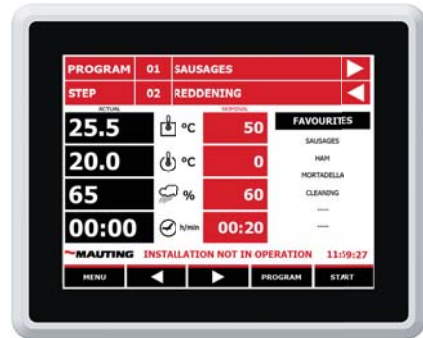 PROGRAM 01 SAUSAGES
STEP 02 REDDENING
ACTUAL NOMINAL
25.5 °C 50
20.0 °C 0
65 % 60
00:00 h/min 00:20
FAVOURITES
SAUSAGES
HAM
MORTADELLA
CLEANING
----
----
MAUTING INSTALLATION NOT IN OPERATION 11:59:27
MENU PROGRAM START